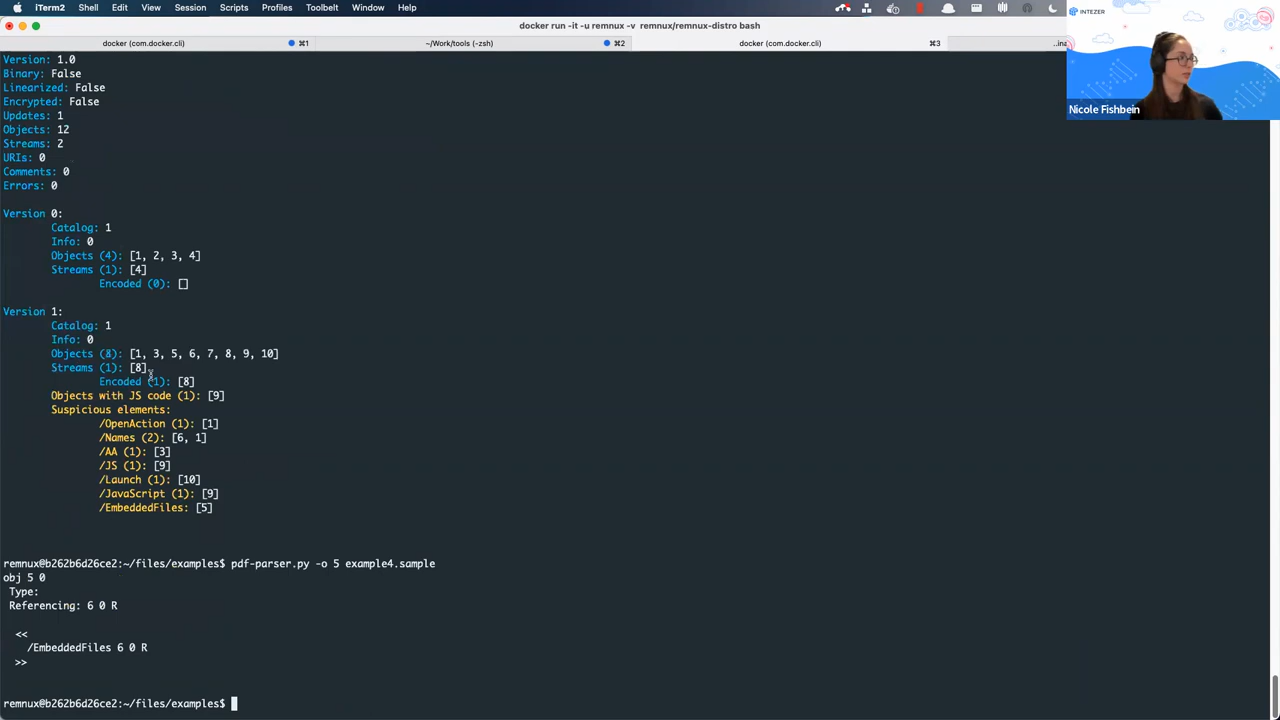 iTerm2 Shell Edit View Session Scripts Profiles Toolbelt Window Help
docker run -it -u remnux -v remnux/remnux-distro bash
docker (com.docker.cli) ⌘1 ~/Work/tools (-zsh) ⌘2 docker (com.docker.cli) ⌘3
INTEZER
Nicole Fishbein
Version: 1.0
Binary: False
Linearized: False
Encrypted: False
Updates: 1
Objects: 12
Streams: 2
URIs: 0
Comments: 0
Errors: 0
Version 0:
Catalog: 1
Info: 0
Objects (4): [1, 2, 3, 4]
Streams (1): [4]
Encoded (0): []
Version 1:
Catalog: 1
Info: 0
Objects (8): [1, 3, 5, 6, 7, 8, 9, 10]
Streams (1): [8]
Encoded (1): [8]
Objects with JS code (1): [9]
Suspicious elements:
/OpenAction (1): [1]
/Names (2): [6, 1]
/AA (1): [3]
/JS (1): [9]
/Launch (1): [10]
/JavaScript (1): [9]
/EmbeddedFiles: [5]
remnux@b262b6d26ce2:~/files/examples$ pdf-parser.py -o 5 example4.sample
obj 5 0
Type:
Referencing: 6 0 R
<<
/EmbeddedFiles 6 0 R
>>
remnux@b262b6d26ce2:~/files/examples$